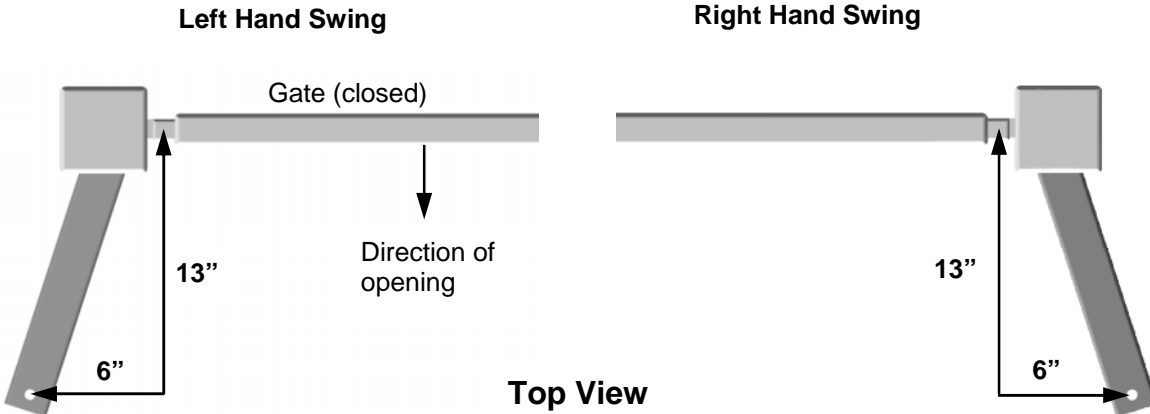 Left Hand Swing
Right Hand Swing
Gate (closed)
Direction of
opening
13”
13”
6”
6”
Top View